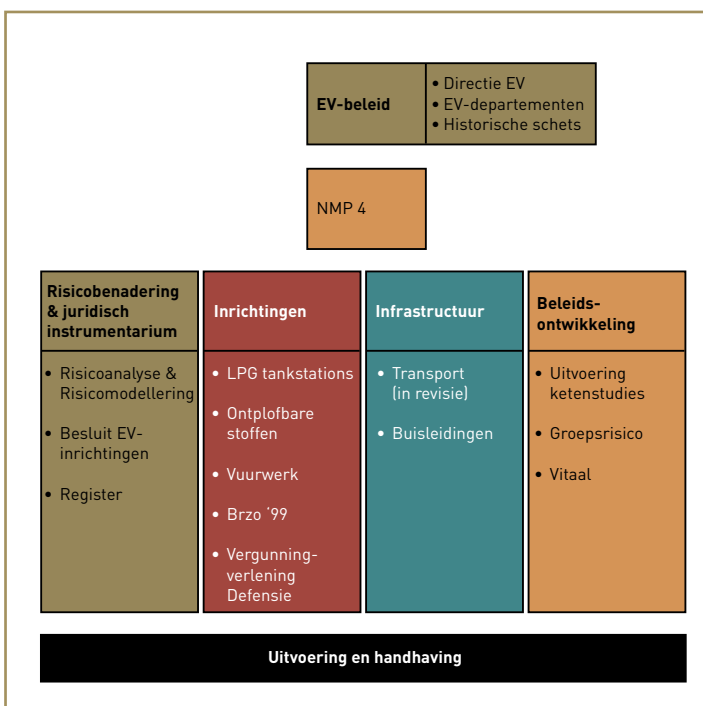 EV-beleid
• Directie EV
• EV-departementen
• Historische schets
NMP 4
Risicobenadering
& juridisch
instrumentarium
• Risicoanalyse &
Risicomodellering
• Besluit EV-
inrichtingen
• Register
Inrichtingen
• LPG tankstations
• Ontplofbare
stoffen
• Vuurwerk
• Brzo ‘99
• Vergunning-
verlening
Defensie
Infrastructuur
• Transport
(in revisie)
• Buisleidingen
Beleids-
ontwikkeling
• Uitvoering
ketenstudies
• Groepsrisico
• Vitaal
Uitvoering en handhaving